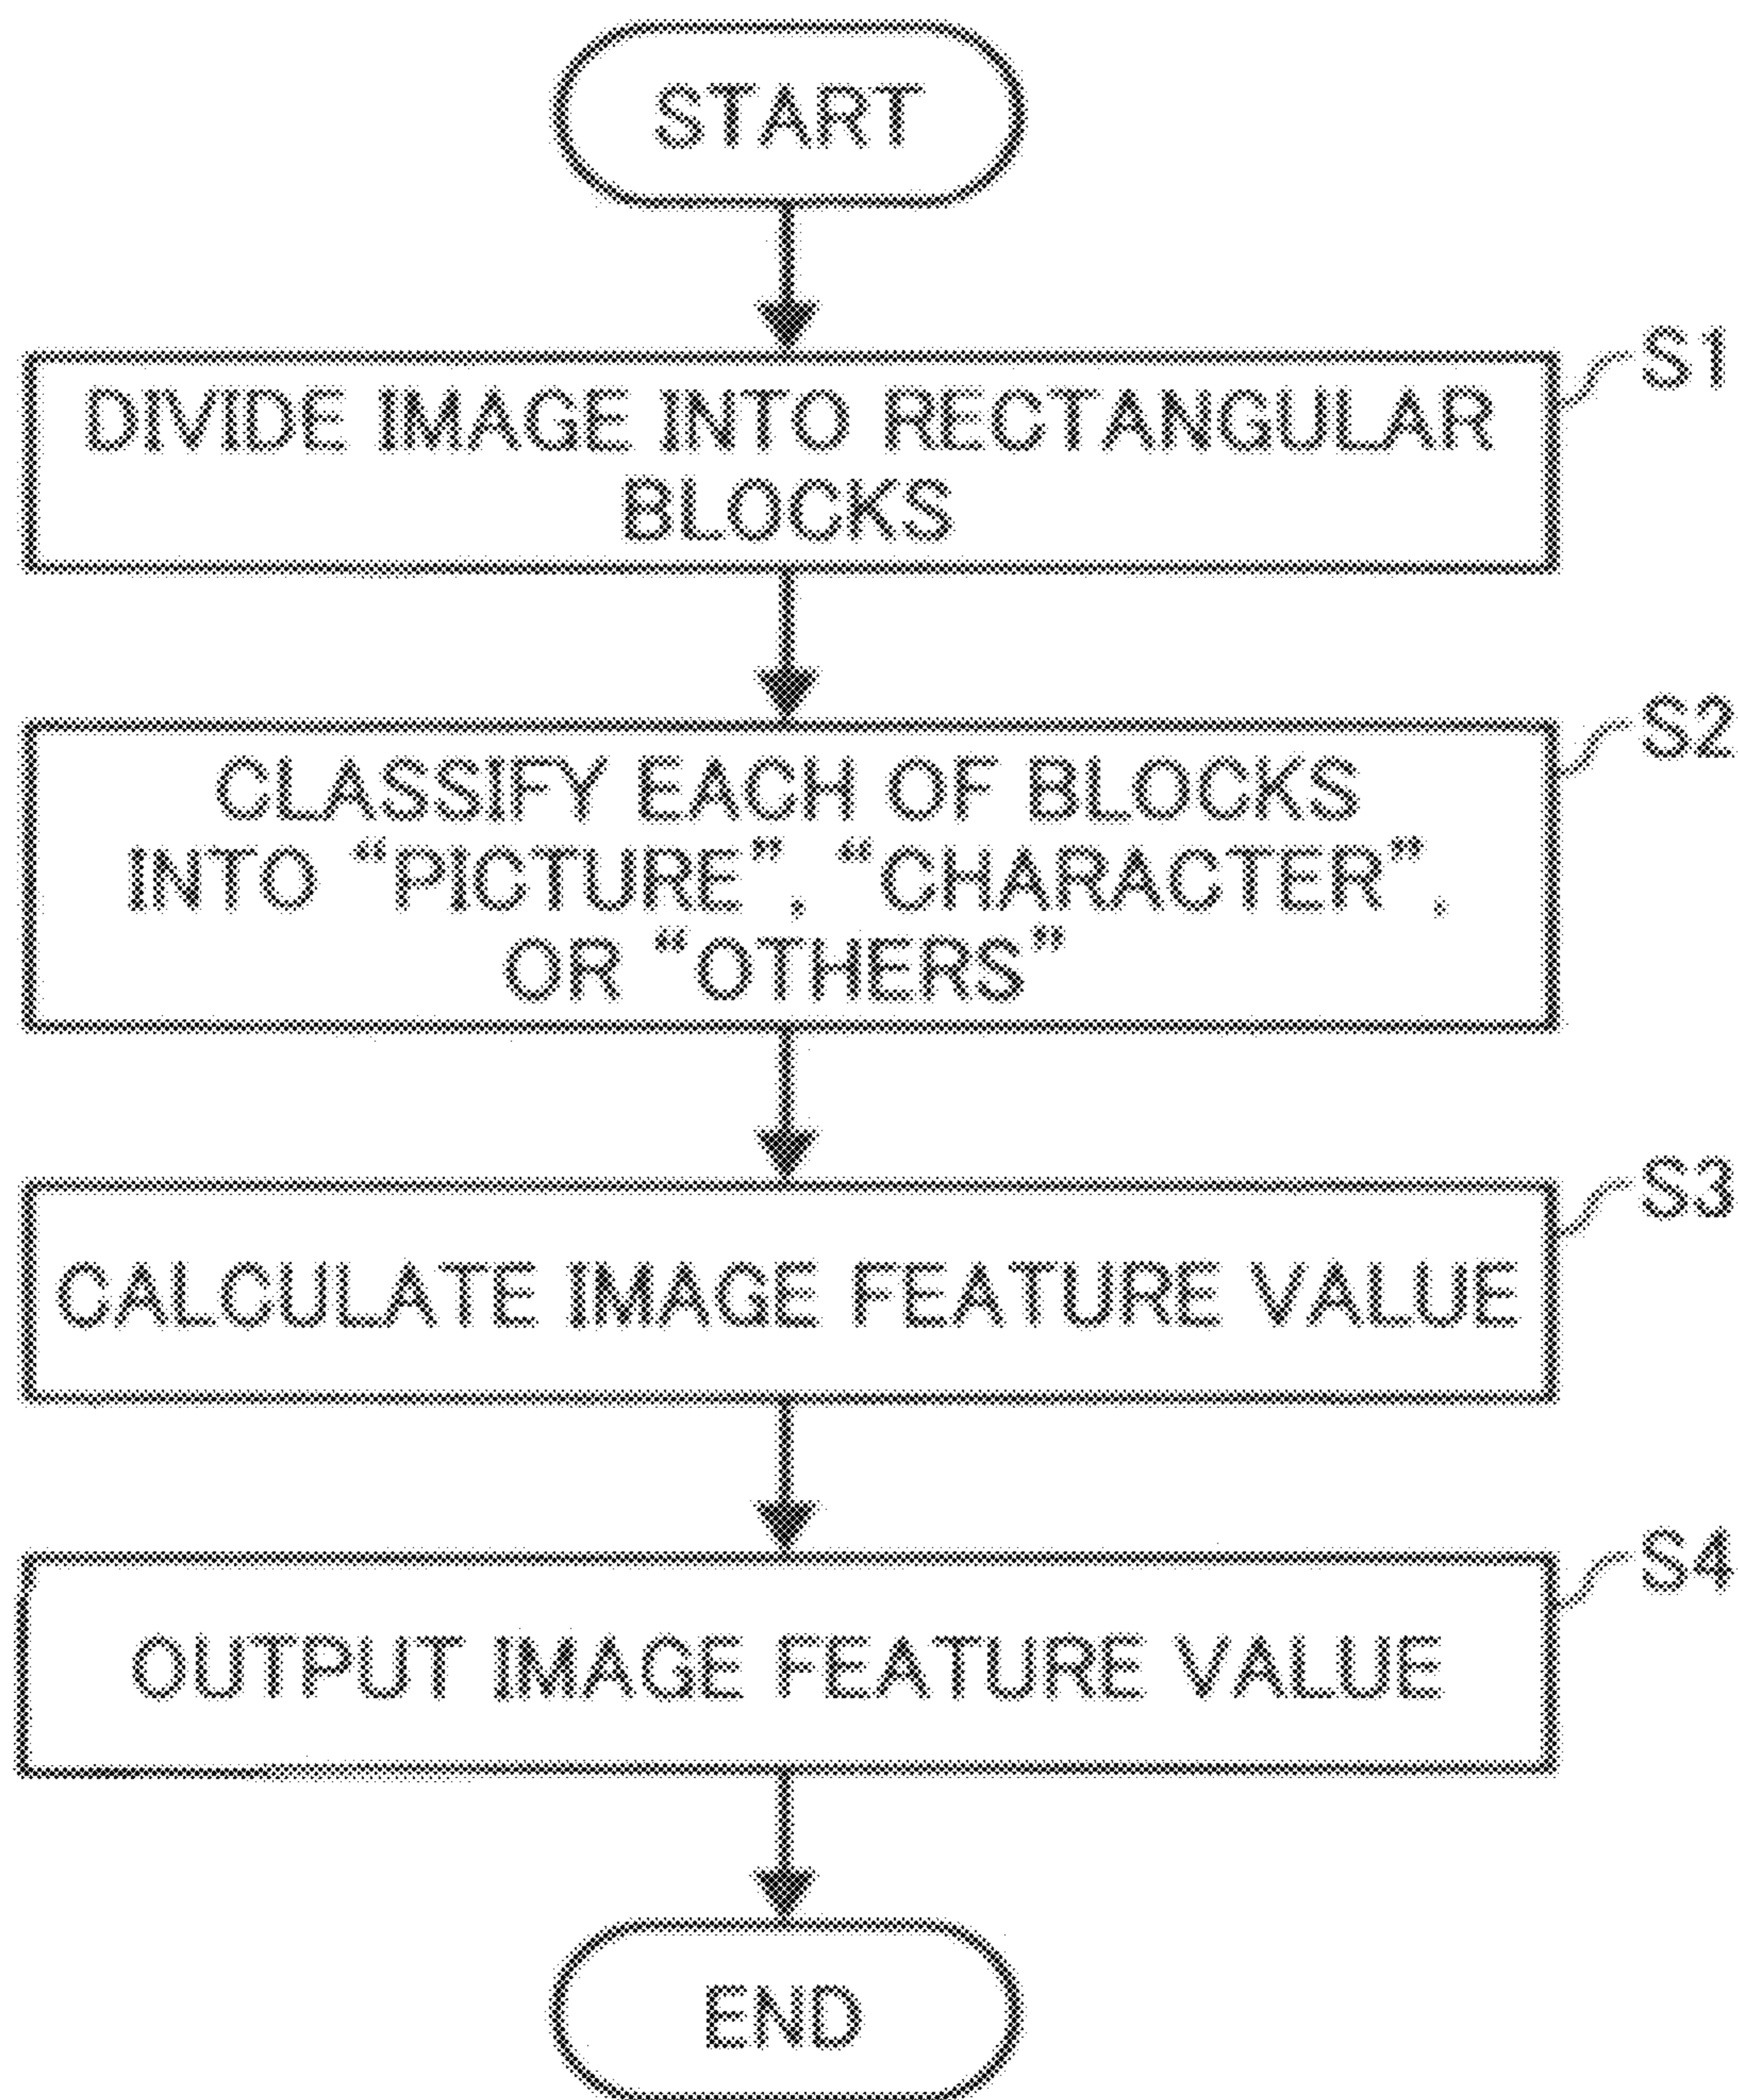 START
S1
DIVIDE IMAGE INTO RECTANGULAR
BLOCKS
S2
CLASSIFY EACH OF BLOCKS
INTO “PICTURE”, “CHARACTER”,
OR “OTHERS”
S3
CALCULATE IMAGE FEATURE VALUE
S4
OUTPUT IMAGE FEATURE VALUE
END